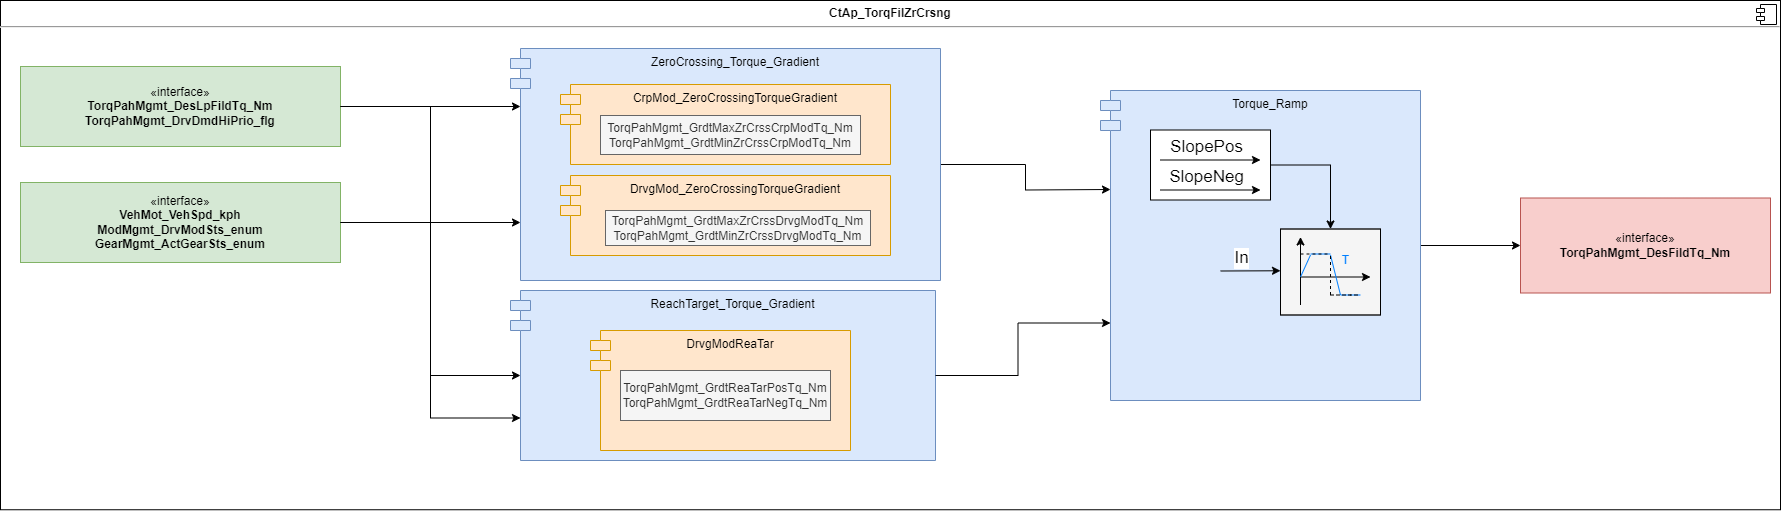 CtAp_TorqFilZrCrsng
«interface»
TorqPahMgmt_DesLpFildTq_Nm
TorqPahMgmt_DrvDmdHiPrio_flg
«interface»
VehMot_VehSpd_kph
ModMgmt_DrvModSts_enum
GearMgmt_ActGearSts_enum
ZeroCrossing_Torque_Gradient
CrpMod_ZeroCrossingTorqueGradient
TorqPahMgmt_GrdtMaxZrCrssCrpModTq_Nm
TorqPahMgmt_GrdtMinZrCrssCrpModTq_Nm
DrvgMod_ZeroCrossingTorqueGradient
TorqPahMgmt_GrdtMaxZrCrssDrvgModTq_Nm
TorqPahMgmt_GrdtMinZrCrssDrvgModTq_Nm
ReachTarget_Torque_Gradient
DrvgModReaTar
TorqPahMgmt_GrdtReaTarPosTq_Nm
TorqPahMgmt_GrdtReaTarNegTq_Nm
Torque_Ramp
SlopePos
SlopeNeg
In
T
«interface»
TorqPahMgmt_DesFildTq_Nm